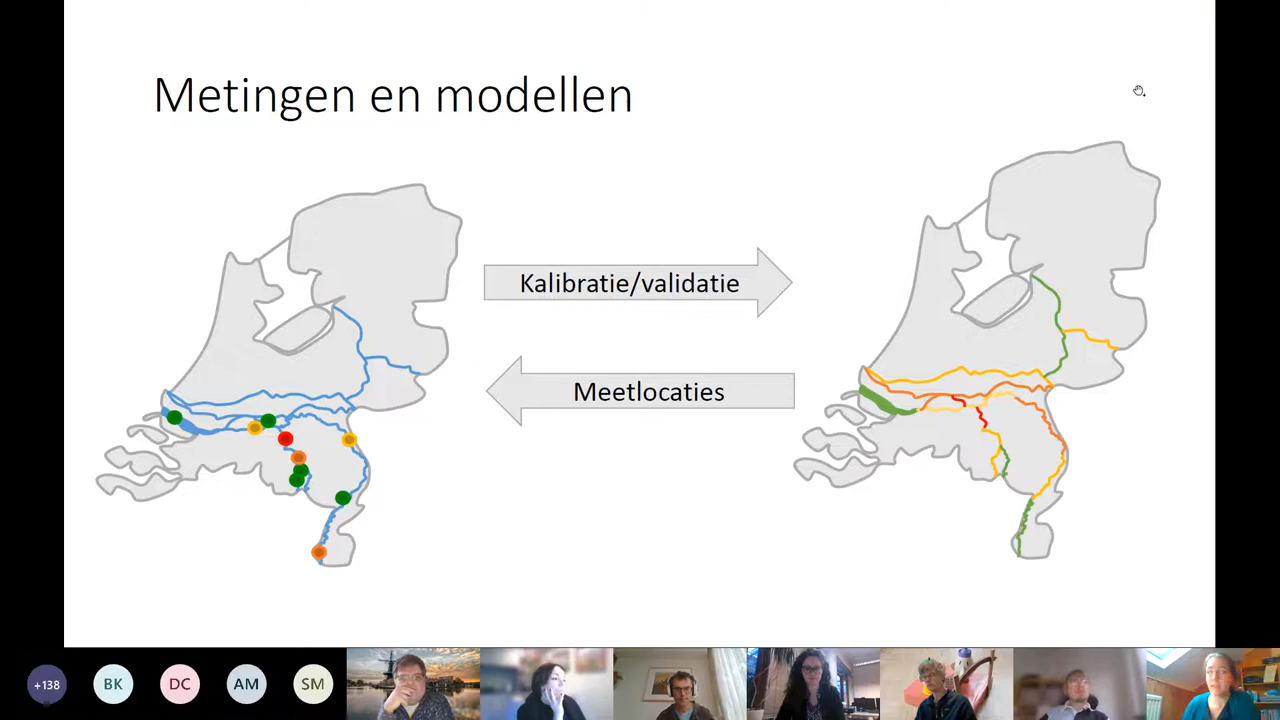 Metingen en modellen
Kalibratie/validatie
Meetlocaties
+138
BK
DC
AM
SM